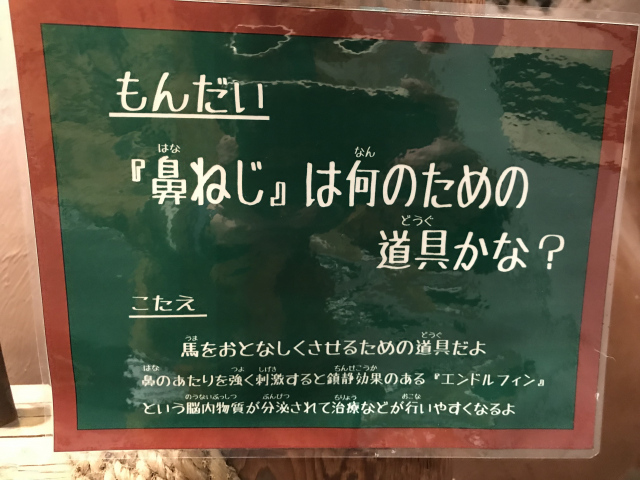 もんだい
『鼻ねじ』は何のための
道具かな？
こたえ
馬をおとなしくさせるための道具だよ
鼻のあたりを強く刺激すると鎮静効果のある『エンドルフィン』
という脳内物質が分泌されて治療などが行いやすくなるよ